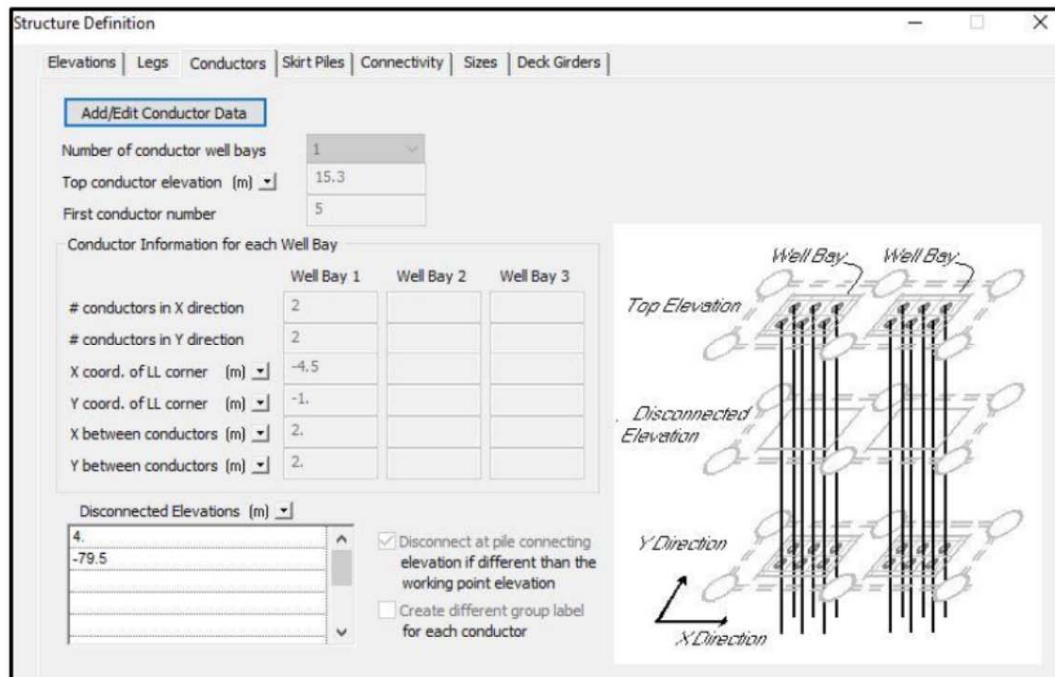 Structure Definition
Elevations Legs Conductors Skirt Piles Connectivity Sizes Deck Girders
Add/Edit Conductor Data
Number of conductor well bays 1
Top conductor elevation (m) 15.3
First conductor number 5
Conductor Information for each Well Bay
Well Bay 1 Well Bay 2 Well Bay 3
# conductors in X direction 2
# conductors in Y direction 2
X coord. of LL corner (m) -4.5
Y coord. of LL corner (m) -1.
X between conductors (m) 2.
Y between conductors (m) 2.
Disconnected Elevations (m)
4.
-79.5
Disconnect at pile connecting
elevation if different than the
working point elevation
Create different group label
for each conductor
Well Bay Well Bay
Top Elevation
Disconnected
Elevation
Y Direction
X Direction